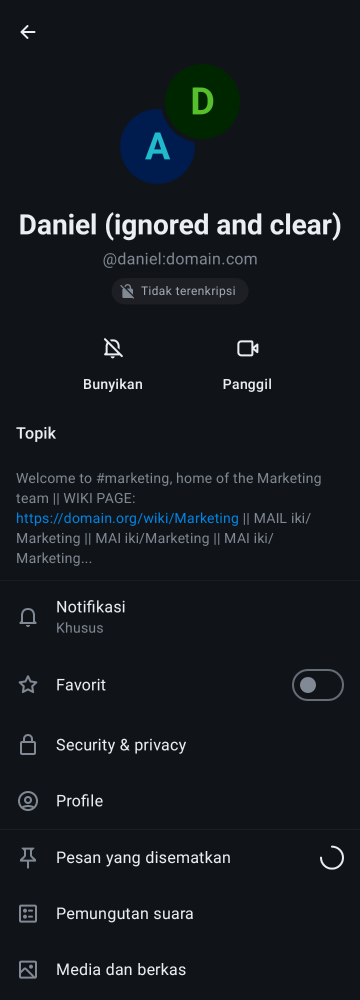 D
A
Daniel (ignored and clear)
@daniel:domain.com
Tidak terenkripsi
Bunyikan
Panggil
Topik
Welcome to #marketing, home of the Marketing
team || WIKI PAGE:
https://domain.org/wiki/Marketing || MAIL iki/
Marketing || MAI iki/Marketing || MAI iki/
Marketing...
Notifikasi
Khusus
Favorit
Security & privacy
Profile
Pesan yang disematkan
Pemungutan suara
Media dan berkas